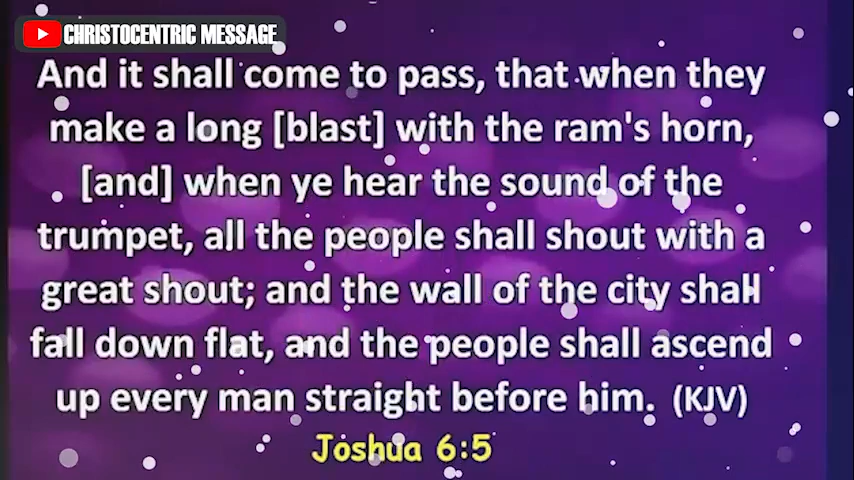 CHRISTOCENTRIC MESSAGE
And it shall come to pass, that when they
make a long [blast] with the ram's horn,
[and] when ye hear the sound of the
trumpet, all the people shall shout with a
great shout; and the wall of the city shall
fall down flat, and the people shall ascend
up every man straight before him. (KJV)
Joshua 6:5